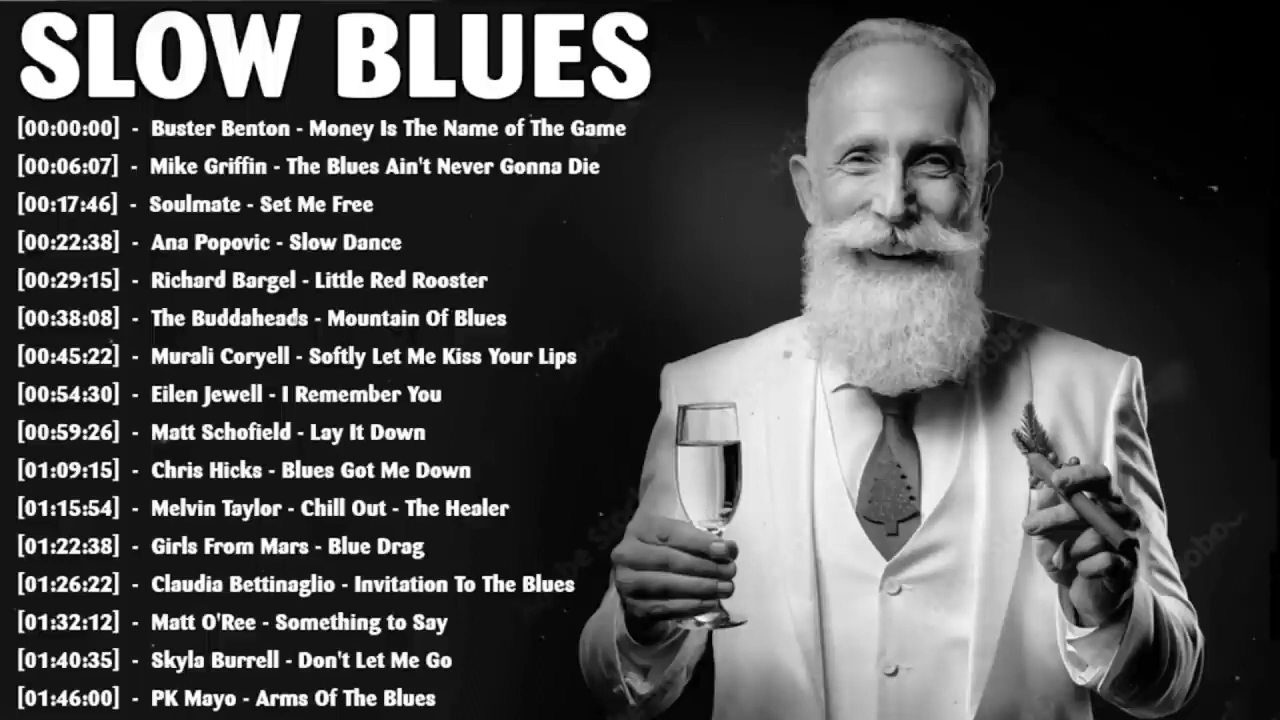 SLOW BLUES
[00:00:00] - Buster Benton - Money Is The Name of The Game
[00:06:07] - Mike Griffin - The Blues Ain't Never Gonna Die
[00:17:46] - Soulmate - Set Me Free
[00:22:38] - Ana Popovic - Slow Dance
[00:29:15] - Richard Bargel - Little Red Rooster
[00:38:08] - The Buddaheads - Mountain Of Blues
[00:45:22] - Murali Coryell - Softly Let Me Kiss Your Lips
[00:54:30] - Eilen Jewell - I Remember You
[00:59:26] - Matt Schofield - Lay It Down
[01:09:15] - Chris Hicks - Blues Got Me Down
[01:15:54] - Melvin Taylor - Chill Out - The Healer
[01:22:38] - Girls From Mars - Blue Drag
[01:26:22] - Claudia Bettinaglio - Invitation To The Blues
[01:32:12] - Matt O'Ree - Something to Say
[01:40:35] - Skyla Burrell - Don't Let Me Go
[01:46:00] - PK Mayo - Arms Of The Blues